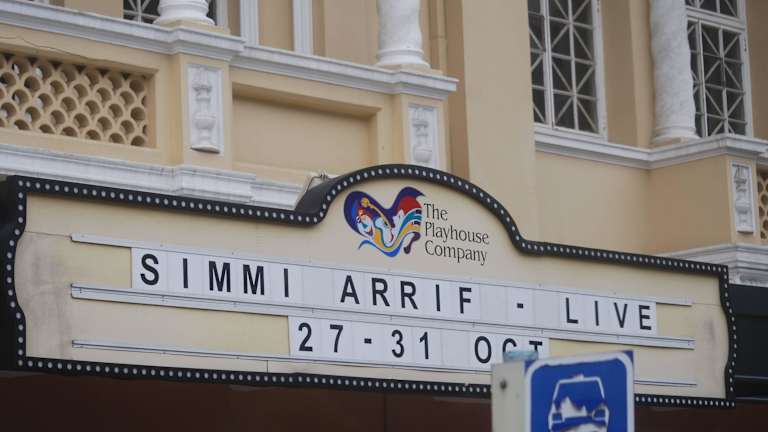 The
Playhouse
Company
SIMMI ARRIF - LIVE
27-31 OCT